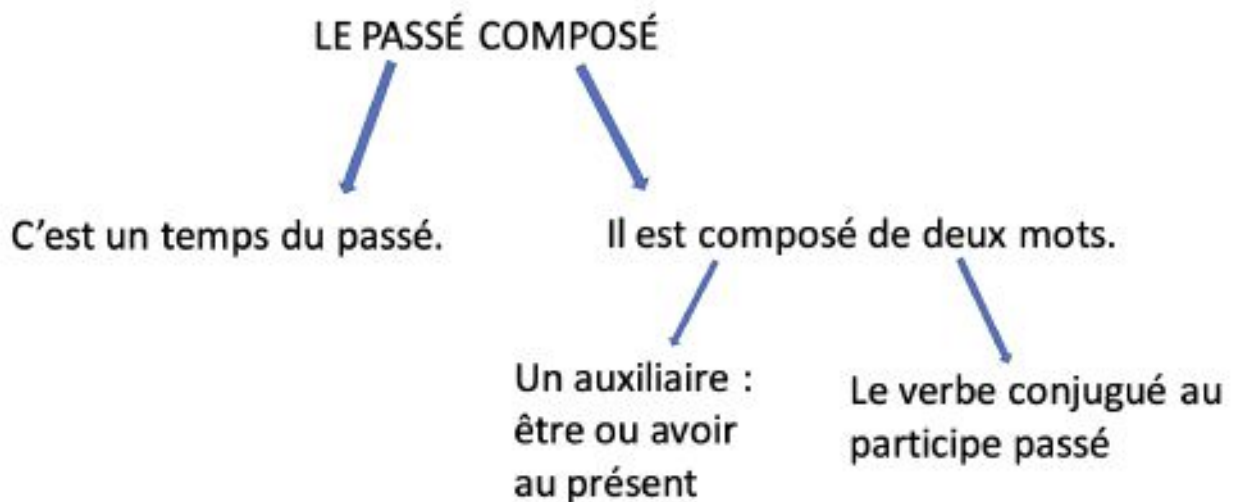 LE PASSÉ COMPOSÉ
C’est un temps du passé.
Il est composé de deux mots.
Un auxiliaire :
être ou avoir
au présent
Le verbe conjugué au
participe passé